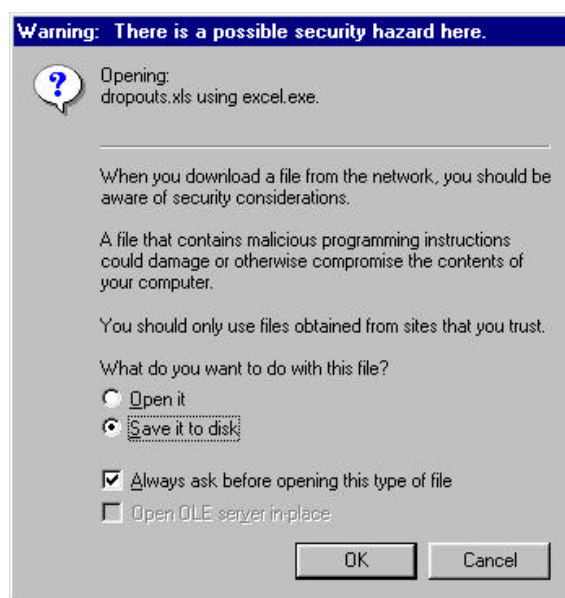 Warning: There is a possible security hazard here.
Opening:
dropouts.xls using excel.exe.
When you download a file from the network, you should be
aware of security considerations.
A file that contains malicious programming instructions
could damage or otherwise compromise the contents of
your computer.
You should only use files obtained from sites that you trust.
What do you want to do with this file?
Open it
Save it to disk
Always ask before opening this type of file
Open OLE server in-place
OK Cancel